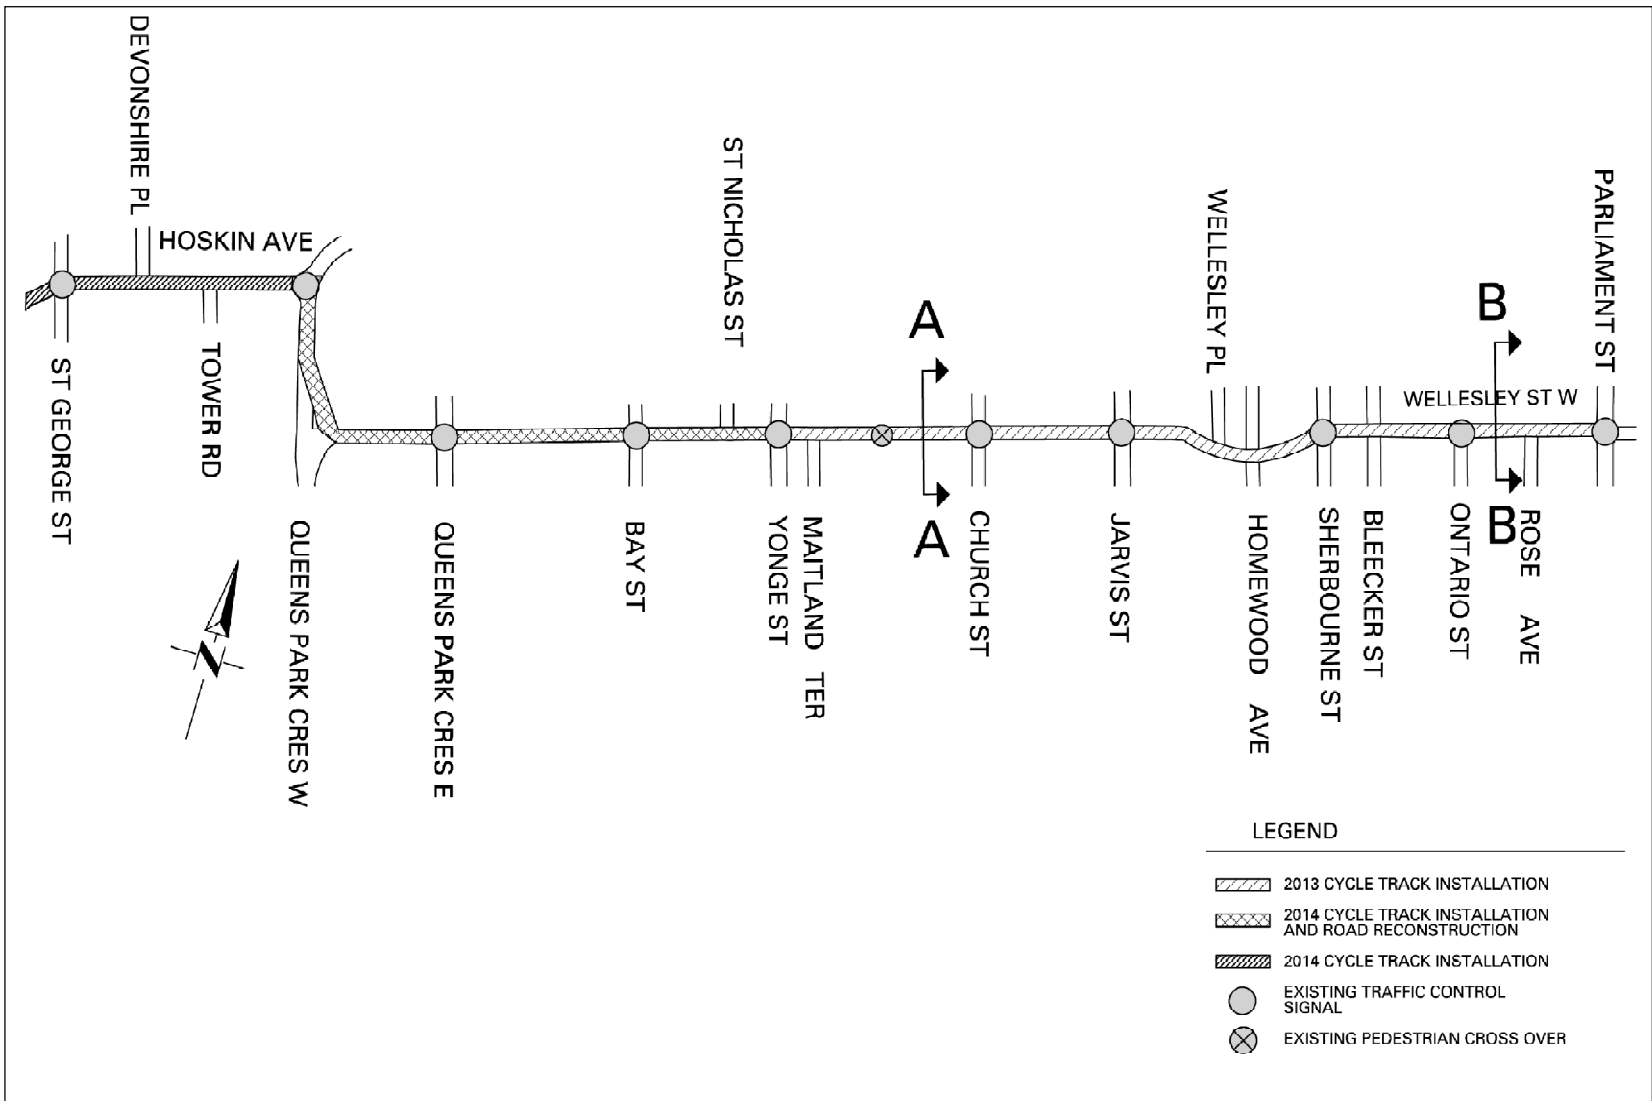 DEVONSHIRE PL
HOSKIN AVE
ST NICHOLAS ST
WELLESLEY PL
PARLIAMENT ST
A
B
WELLESLEY ST W
ST GEORGE ST
TOWER RD
QUEENS PARK CRES W
QUEENS PARK CRES E
BAY ST
YONGE ST
MAITLAND TER
A
CHURCH ST
JARVIS ST
HOMEWOOD AVE
SHERBOURNE ST
BLEECKER ST
ONTARIO ST
B
ROSE AVE
N
LEGEND
2013 CYCLE TRACK INSTALLATION
2014 CYCLE TRACK INSTALLATION
AND ROAD RECONSTRUCTION
2014 CYCLE TRACK INSTALLATION
EXISTING TRAFFIC CONTROL
SIGNAL
EXISTING PEDESTRIAN CROSS OVER